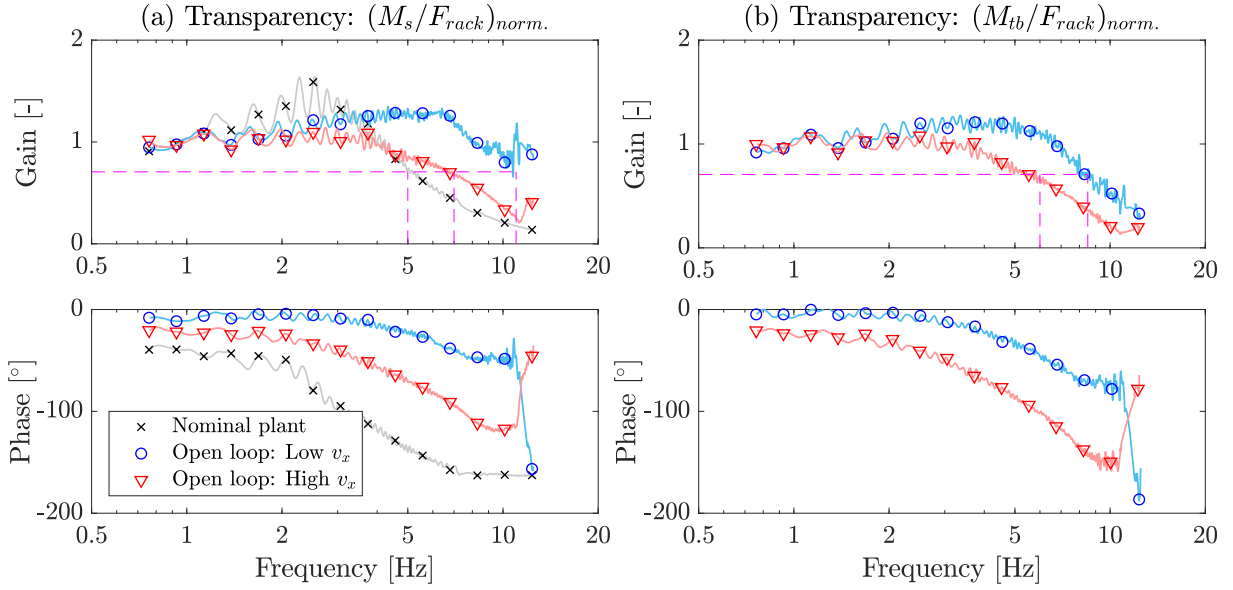 (a) Transparency: (M_s/F_rack)_norm.
(b) Transparency: (M_tb/F_rack)_norm.
2
1
0
Gain [-]
0.5 1 2 5 10 20
2
1
0
Gain [-]
0.5 1 2 5 10 20
0
-100
-200
Phase [°]
Nominal plant
Open loop: Low v_x
Open loop: High v_x
0.5 1 2 5 10 20
Frequency [Hz]
0
-100
-200
Phase [°]
0.5 1 2 5 10 20
Frequency [Hz]